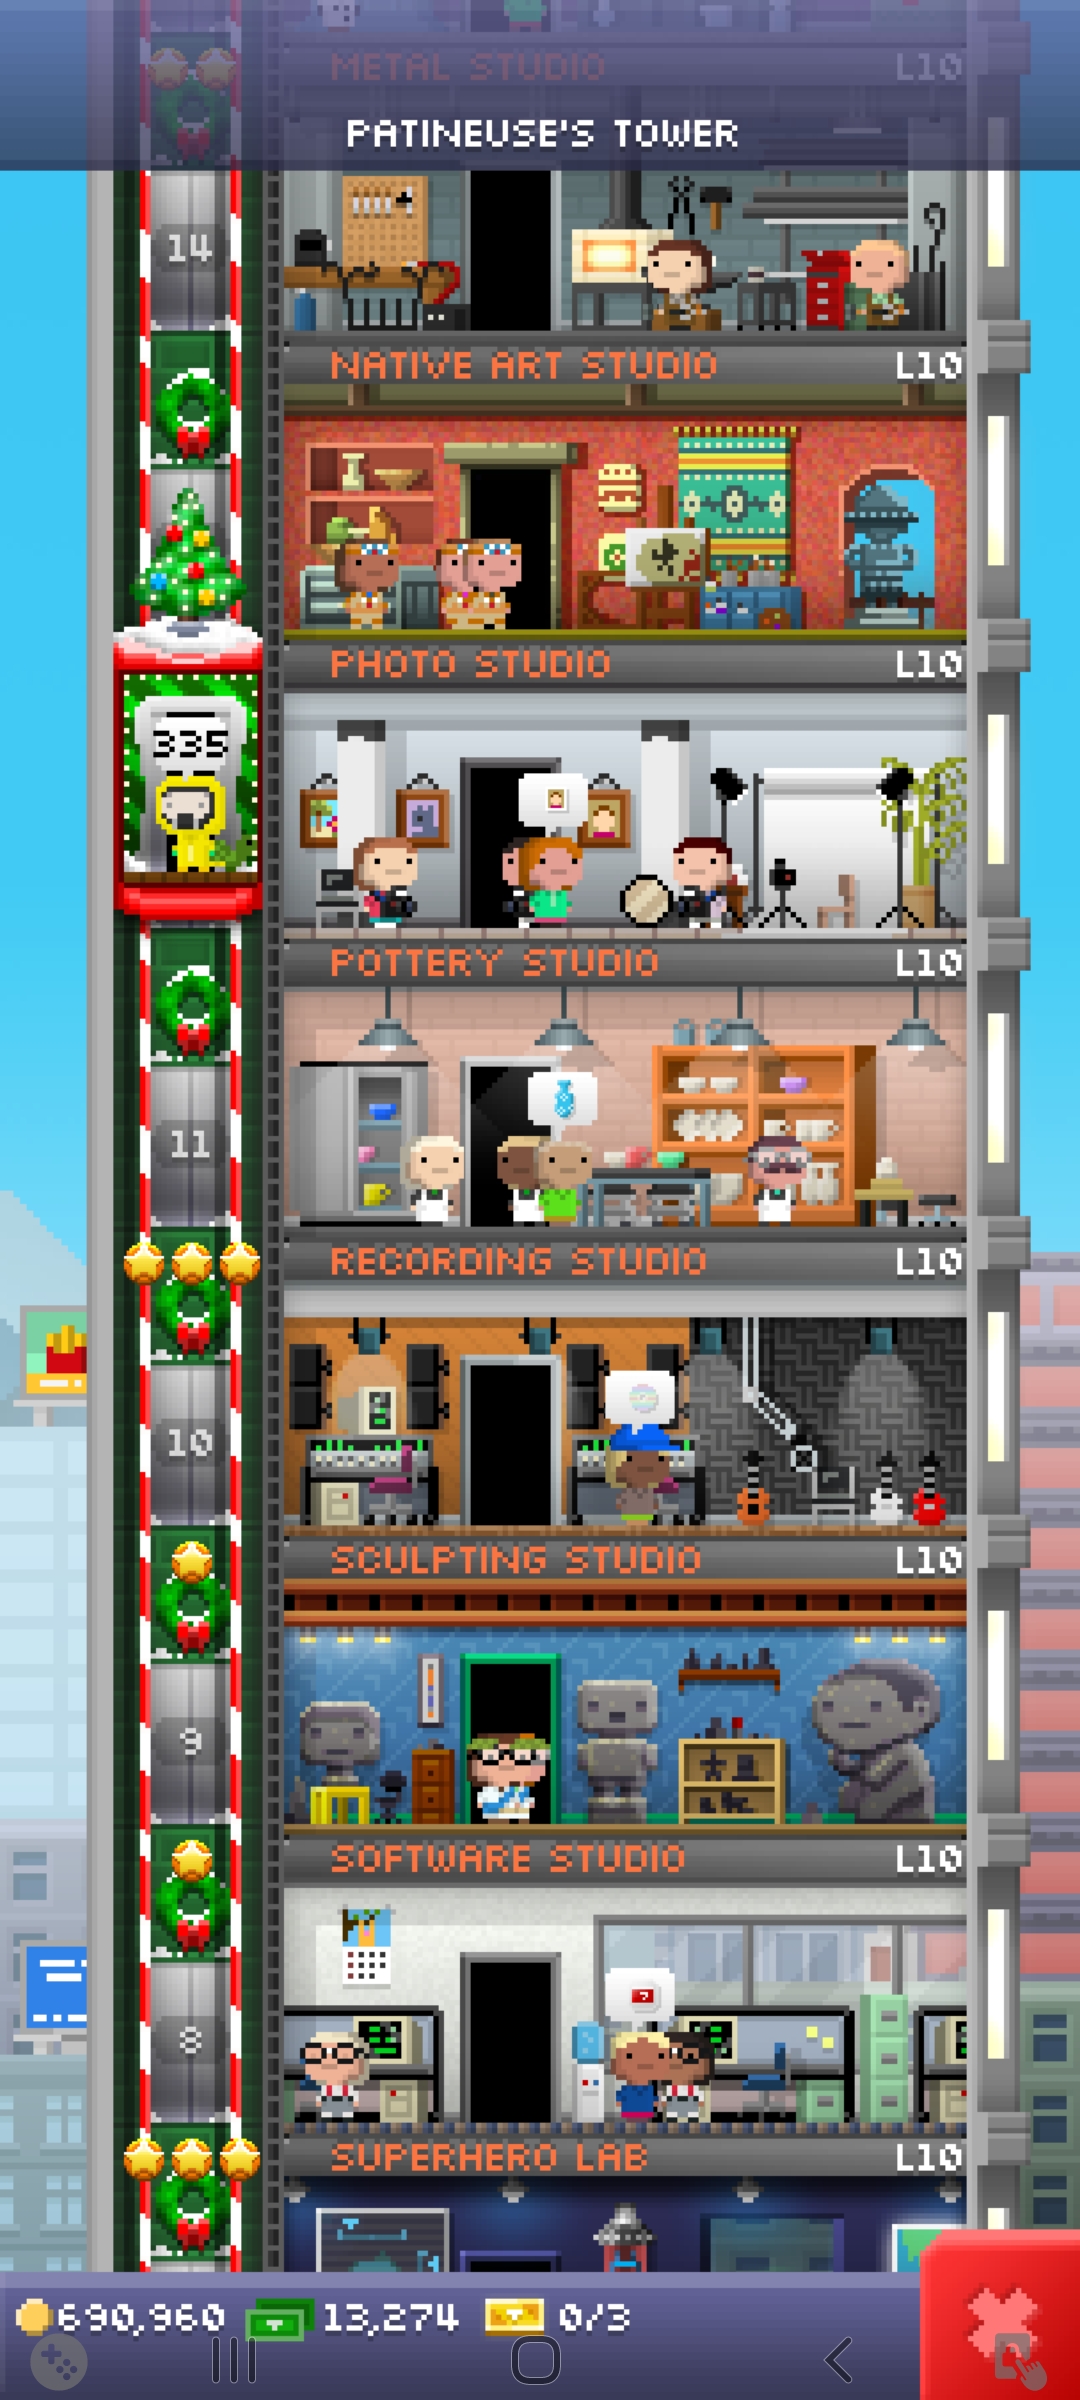 METAL STUDIO L10
PATINEUSE'S TOWER
14
NATIVE ART STUDIO L10
PHOTO STUDIO L10
335
POTTERY STUDIO L10
11
RECORDING STUDIO L10
10
SCULPTING STUDIO L10
9
SOFTWARE STUDIO L10
8
SUPERHERO LAB L10
690,960 13,274 0/3